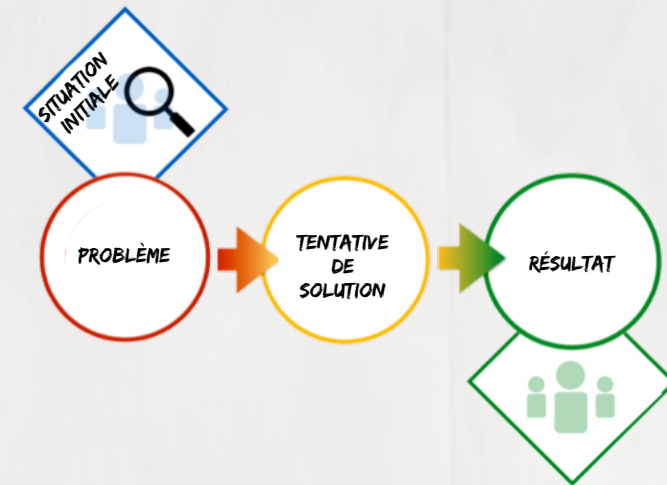 SITUATION
INITIALE
PROBLÈME
TENTATIVE
DE
SOLUTION
RÉSULTAT